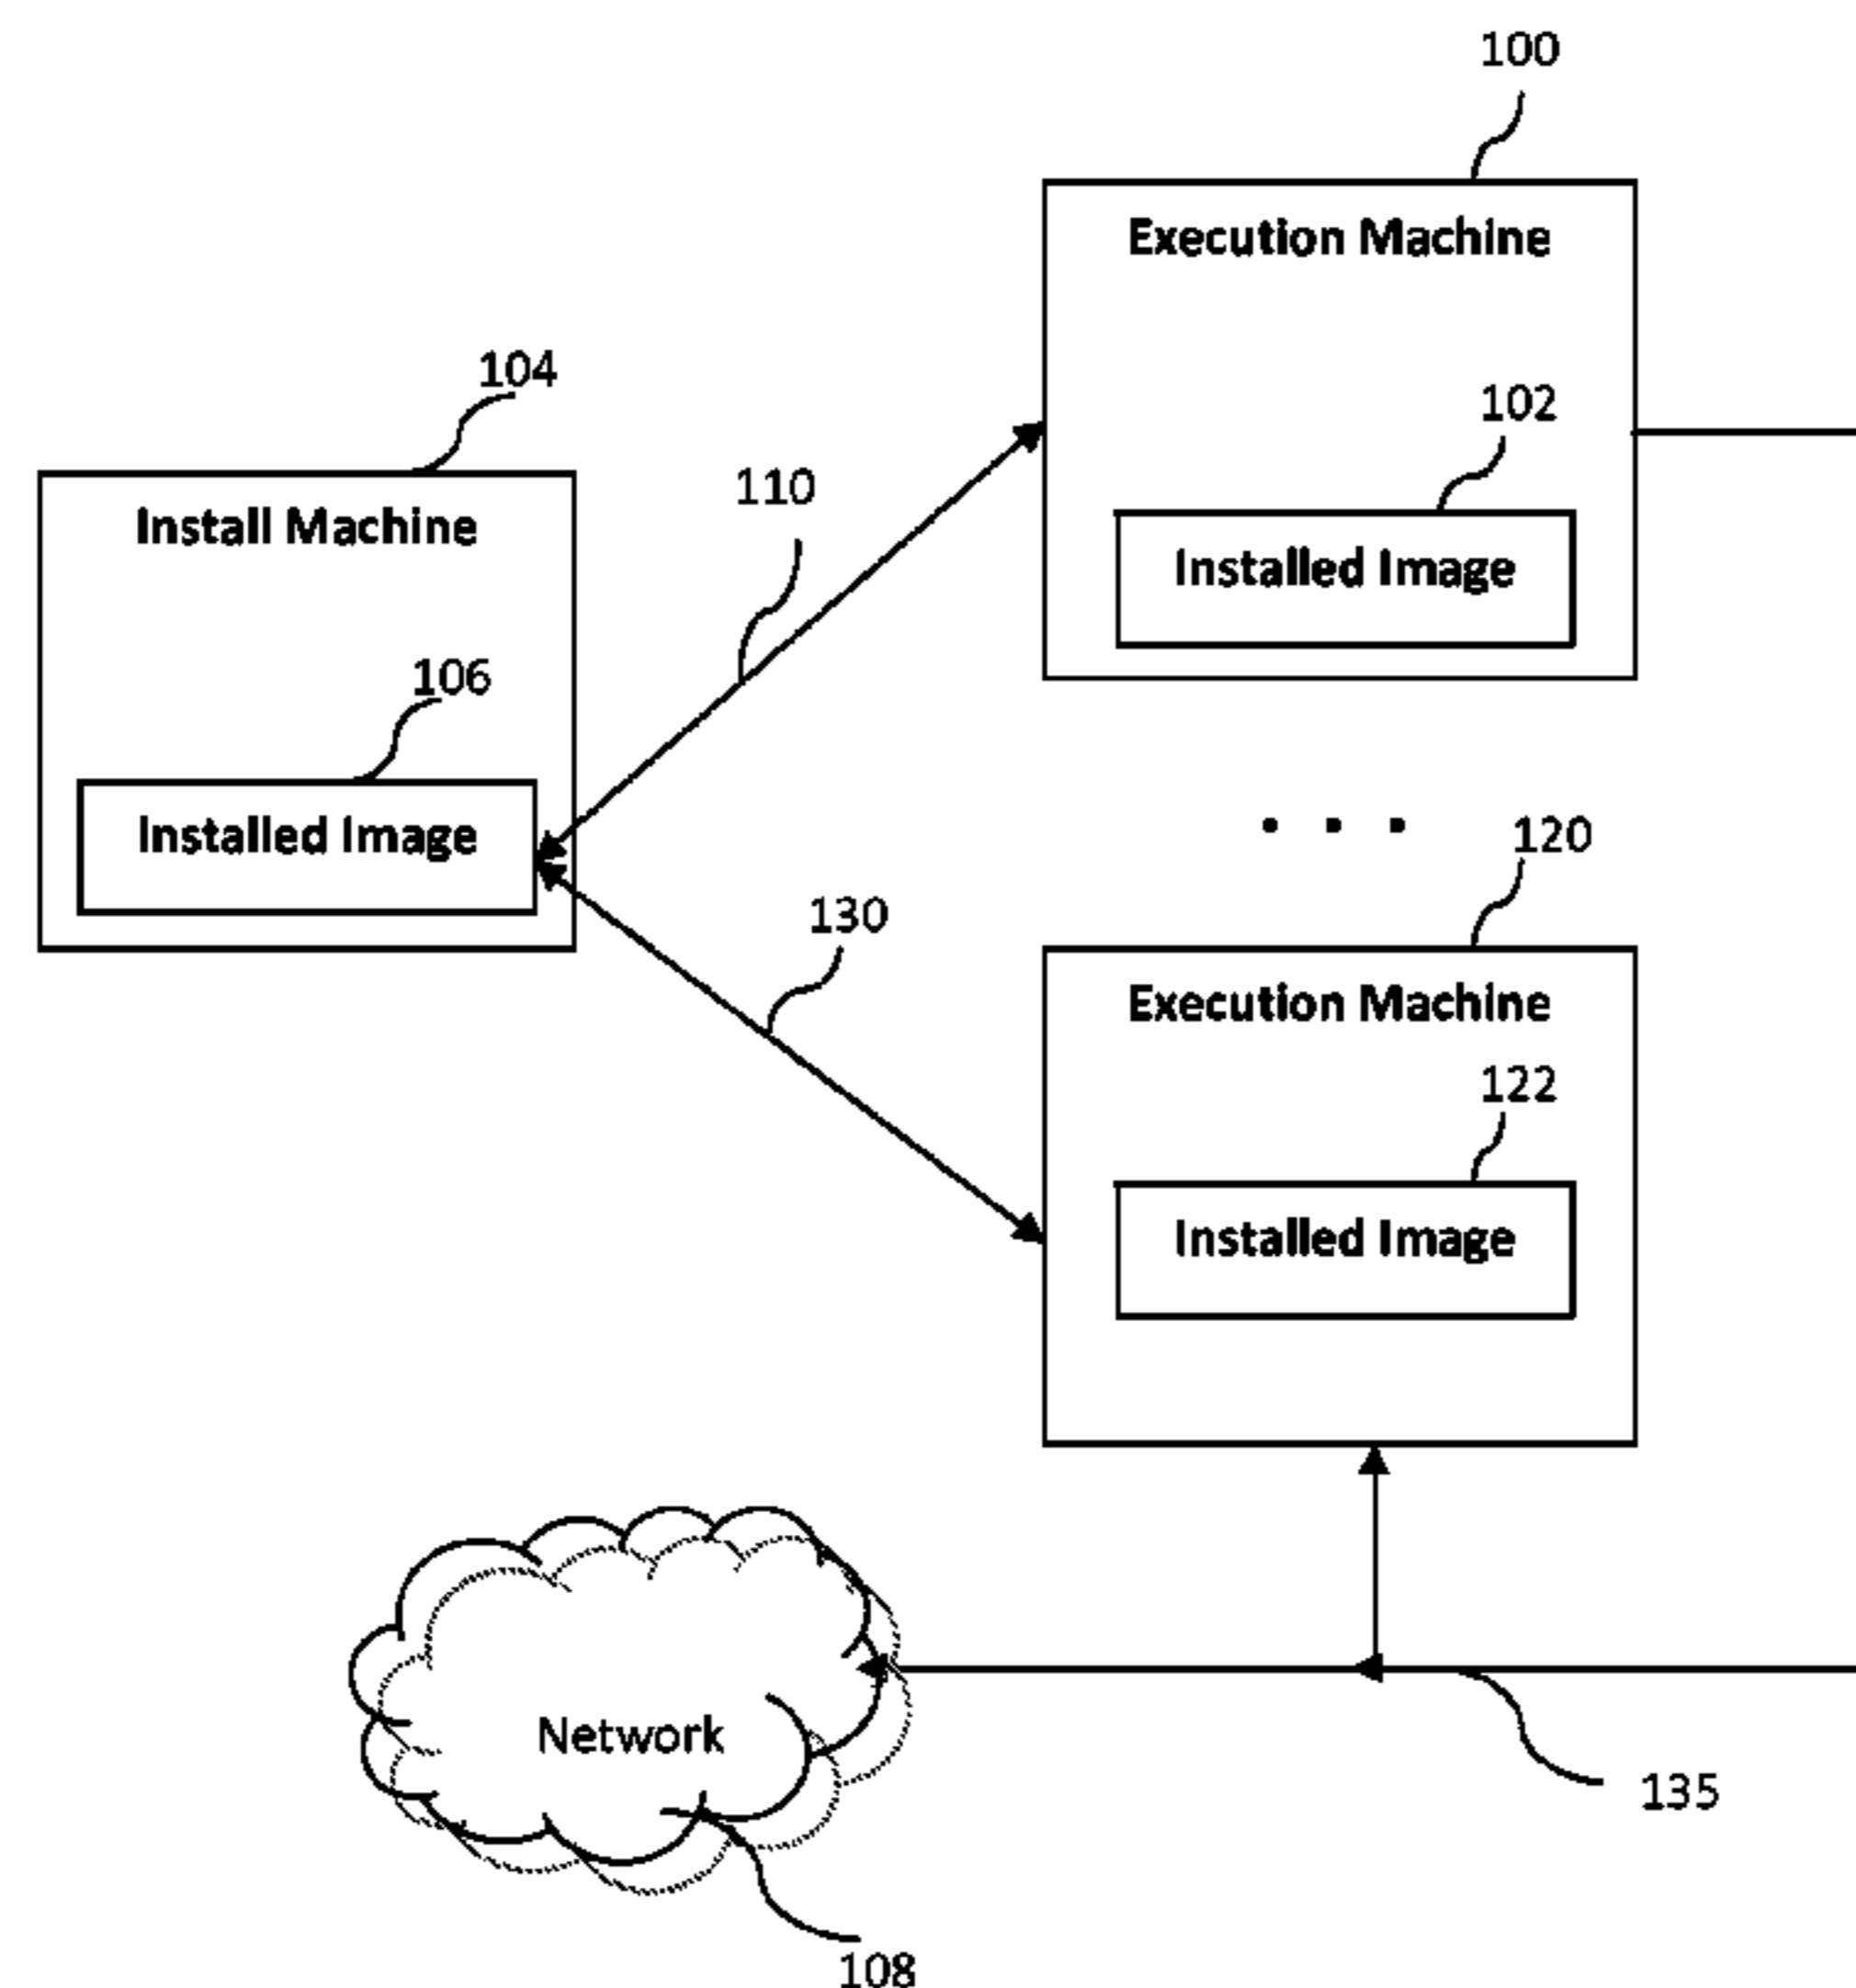 100
Execution Machine
104
102
110
Install Machine
Installed Image
106
120
Installed Image
130
Execution Machine
122
Installed Image
Network
135
108